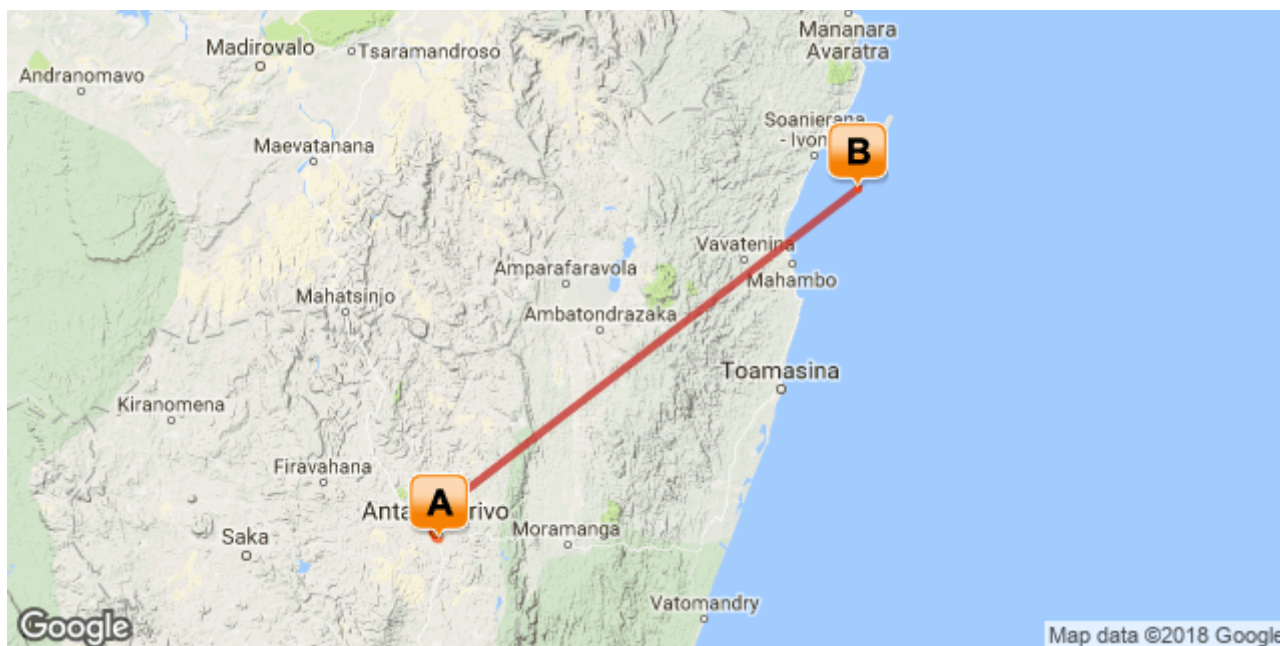 Mananara
Avaratra
Madirovalo
Tsaramandroso
Andranomavo
Soanierana
- Ivon
B
Maevatanana
Vavatenina
Amparafaravola
Mahambo
Mahatsinjo
Ambatondrazaka
Toamasina
Kiranomena
Firavahana
A
Anta rivo
Saka
Moramanga
Vatomandry
Google
Map data ©2018 Google